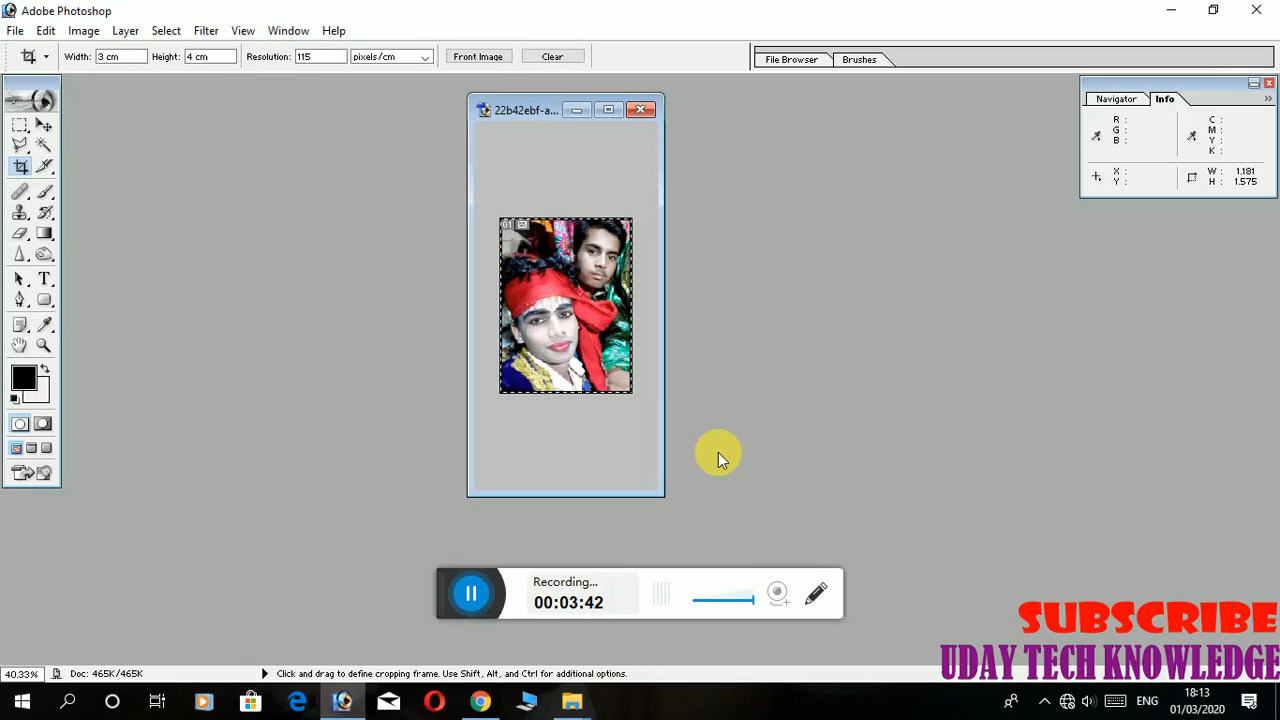 Adobe Photoshop
File Edit Image Layer Select Filter View Window Help
Width: 3 cm Height: 4 cm Resolution: 115 pixels/cm Front Image Clear File Browser Brushes
22b42ebf-a...
Navigator Info
R : C :
G : M :
B : Y :
K :
X : W : 1.181
Y : H : 1.575
01
T
Recording...
00:03:42
SUBSCRIBE
UDAY TECH KNOWLEDGE
40.33% Doc: 465K/465K Click and drag to define cropping frame. Use Shift, Alt, and Ctrl for additional options.
ENG
18:13
01/03/2020